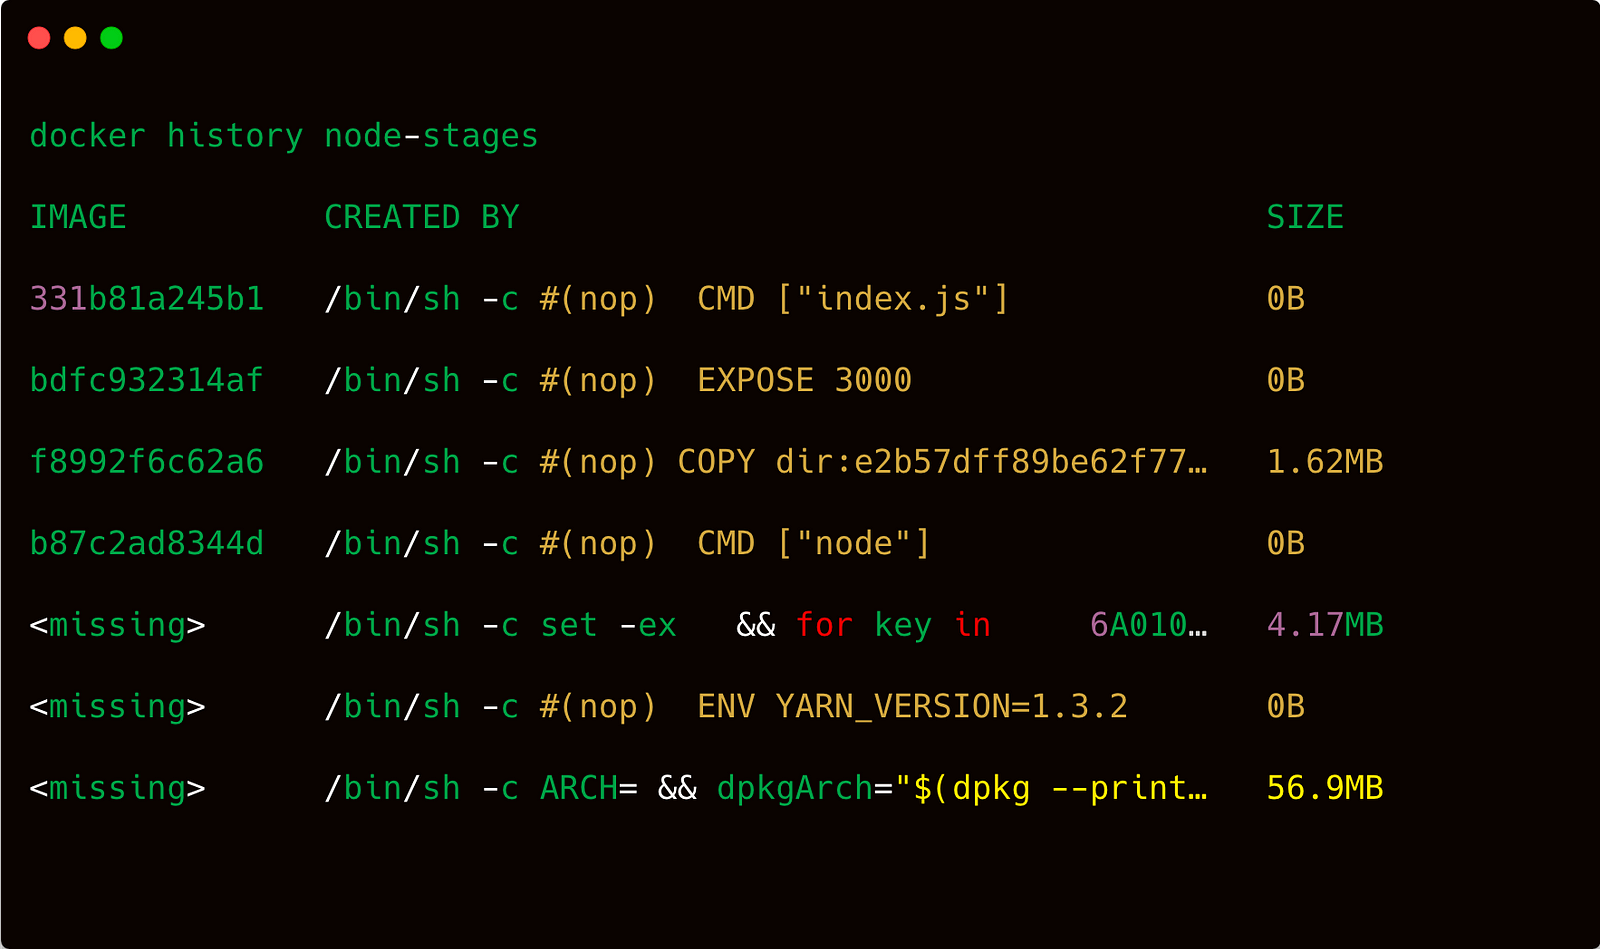 docker history node-stages
IMAGE          CREATED BY                                      SIZE
331b81a245b1   /bin/sh -c #(nop)  CMD ["index.js"]             0B
bdfc932314af   /bin/sh -c #(nop)  EXPOSE 3000                  0B
f8992f6c62a6   /bin/sh -c #(nop) COPY dir:e2b57dff89be62f77…   1.62MB
b87c2ad8344d   /bin/sh -c #(nop)  CMD ["node"]                 0B
<missing>      /bin/sh -c set -ex   && for key in     6A010…   4.17MB
<missing>      /bin/sh -c #(nop)  ENV YARN_VERSION=1.3.2       0B
<missing>      /bin/sh -c ARCH= && dpkgArch="$(dpkg --print…   56.9MB